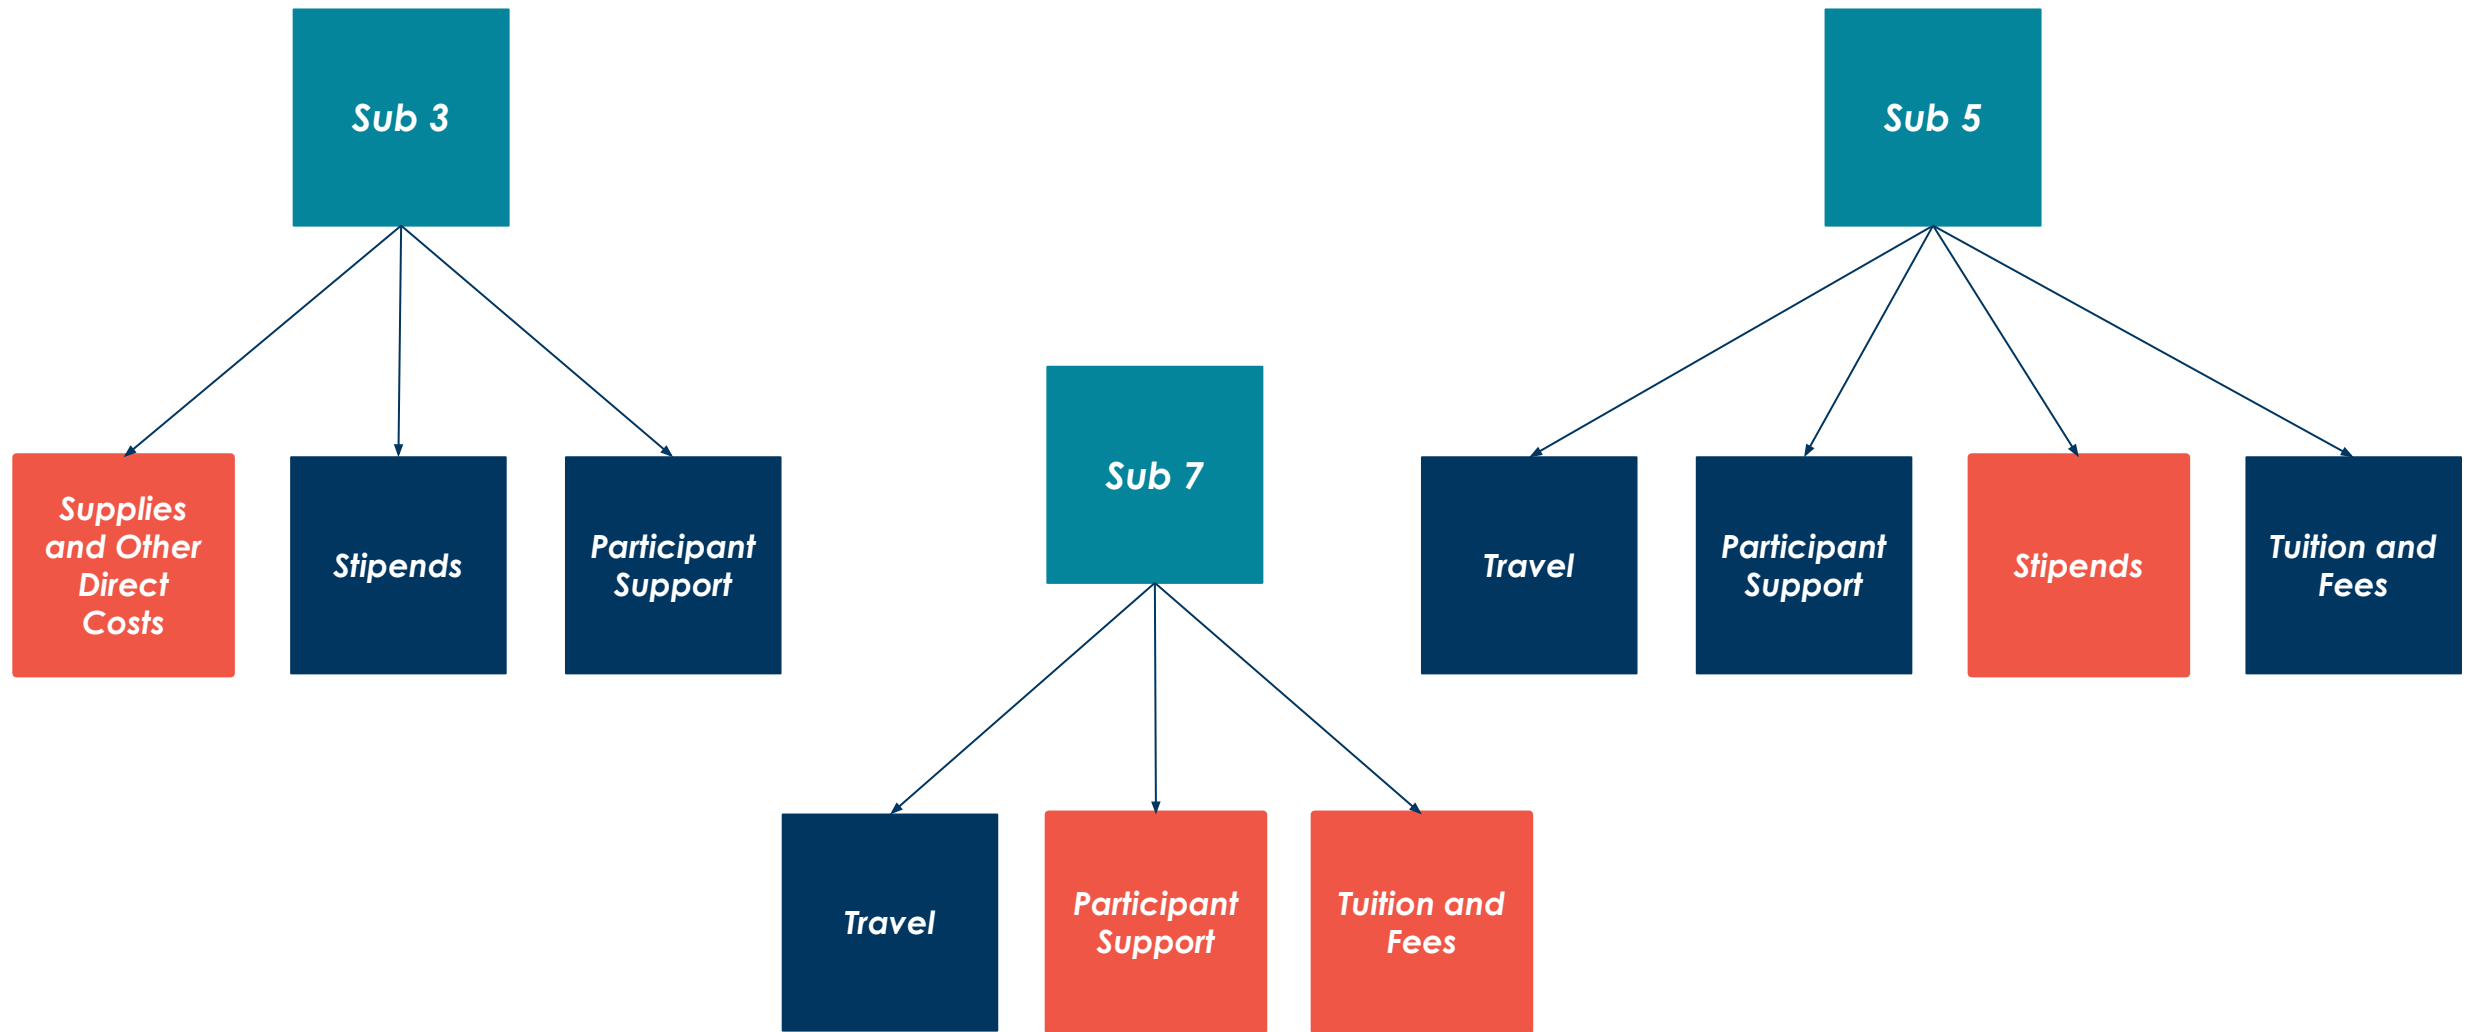 Sub 3
Sub 5
Supplies
and Other
Direct
Costs
Stipends
Participant
Support
Sub 7
Travel
Participant
Support
Stipends
Tuition and
Fees
Travel
Participant
Support
Tuition and
Fees